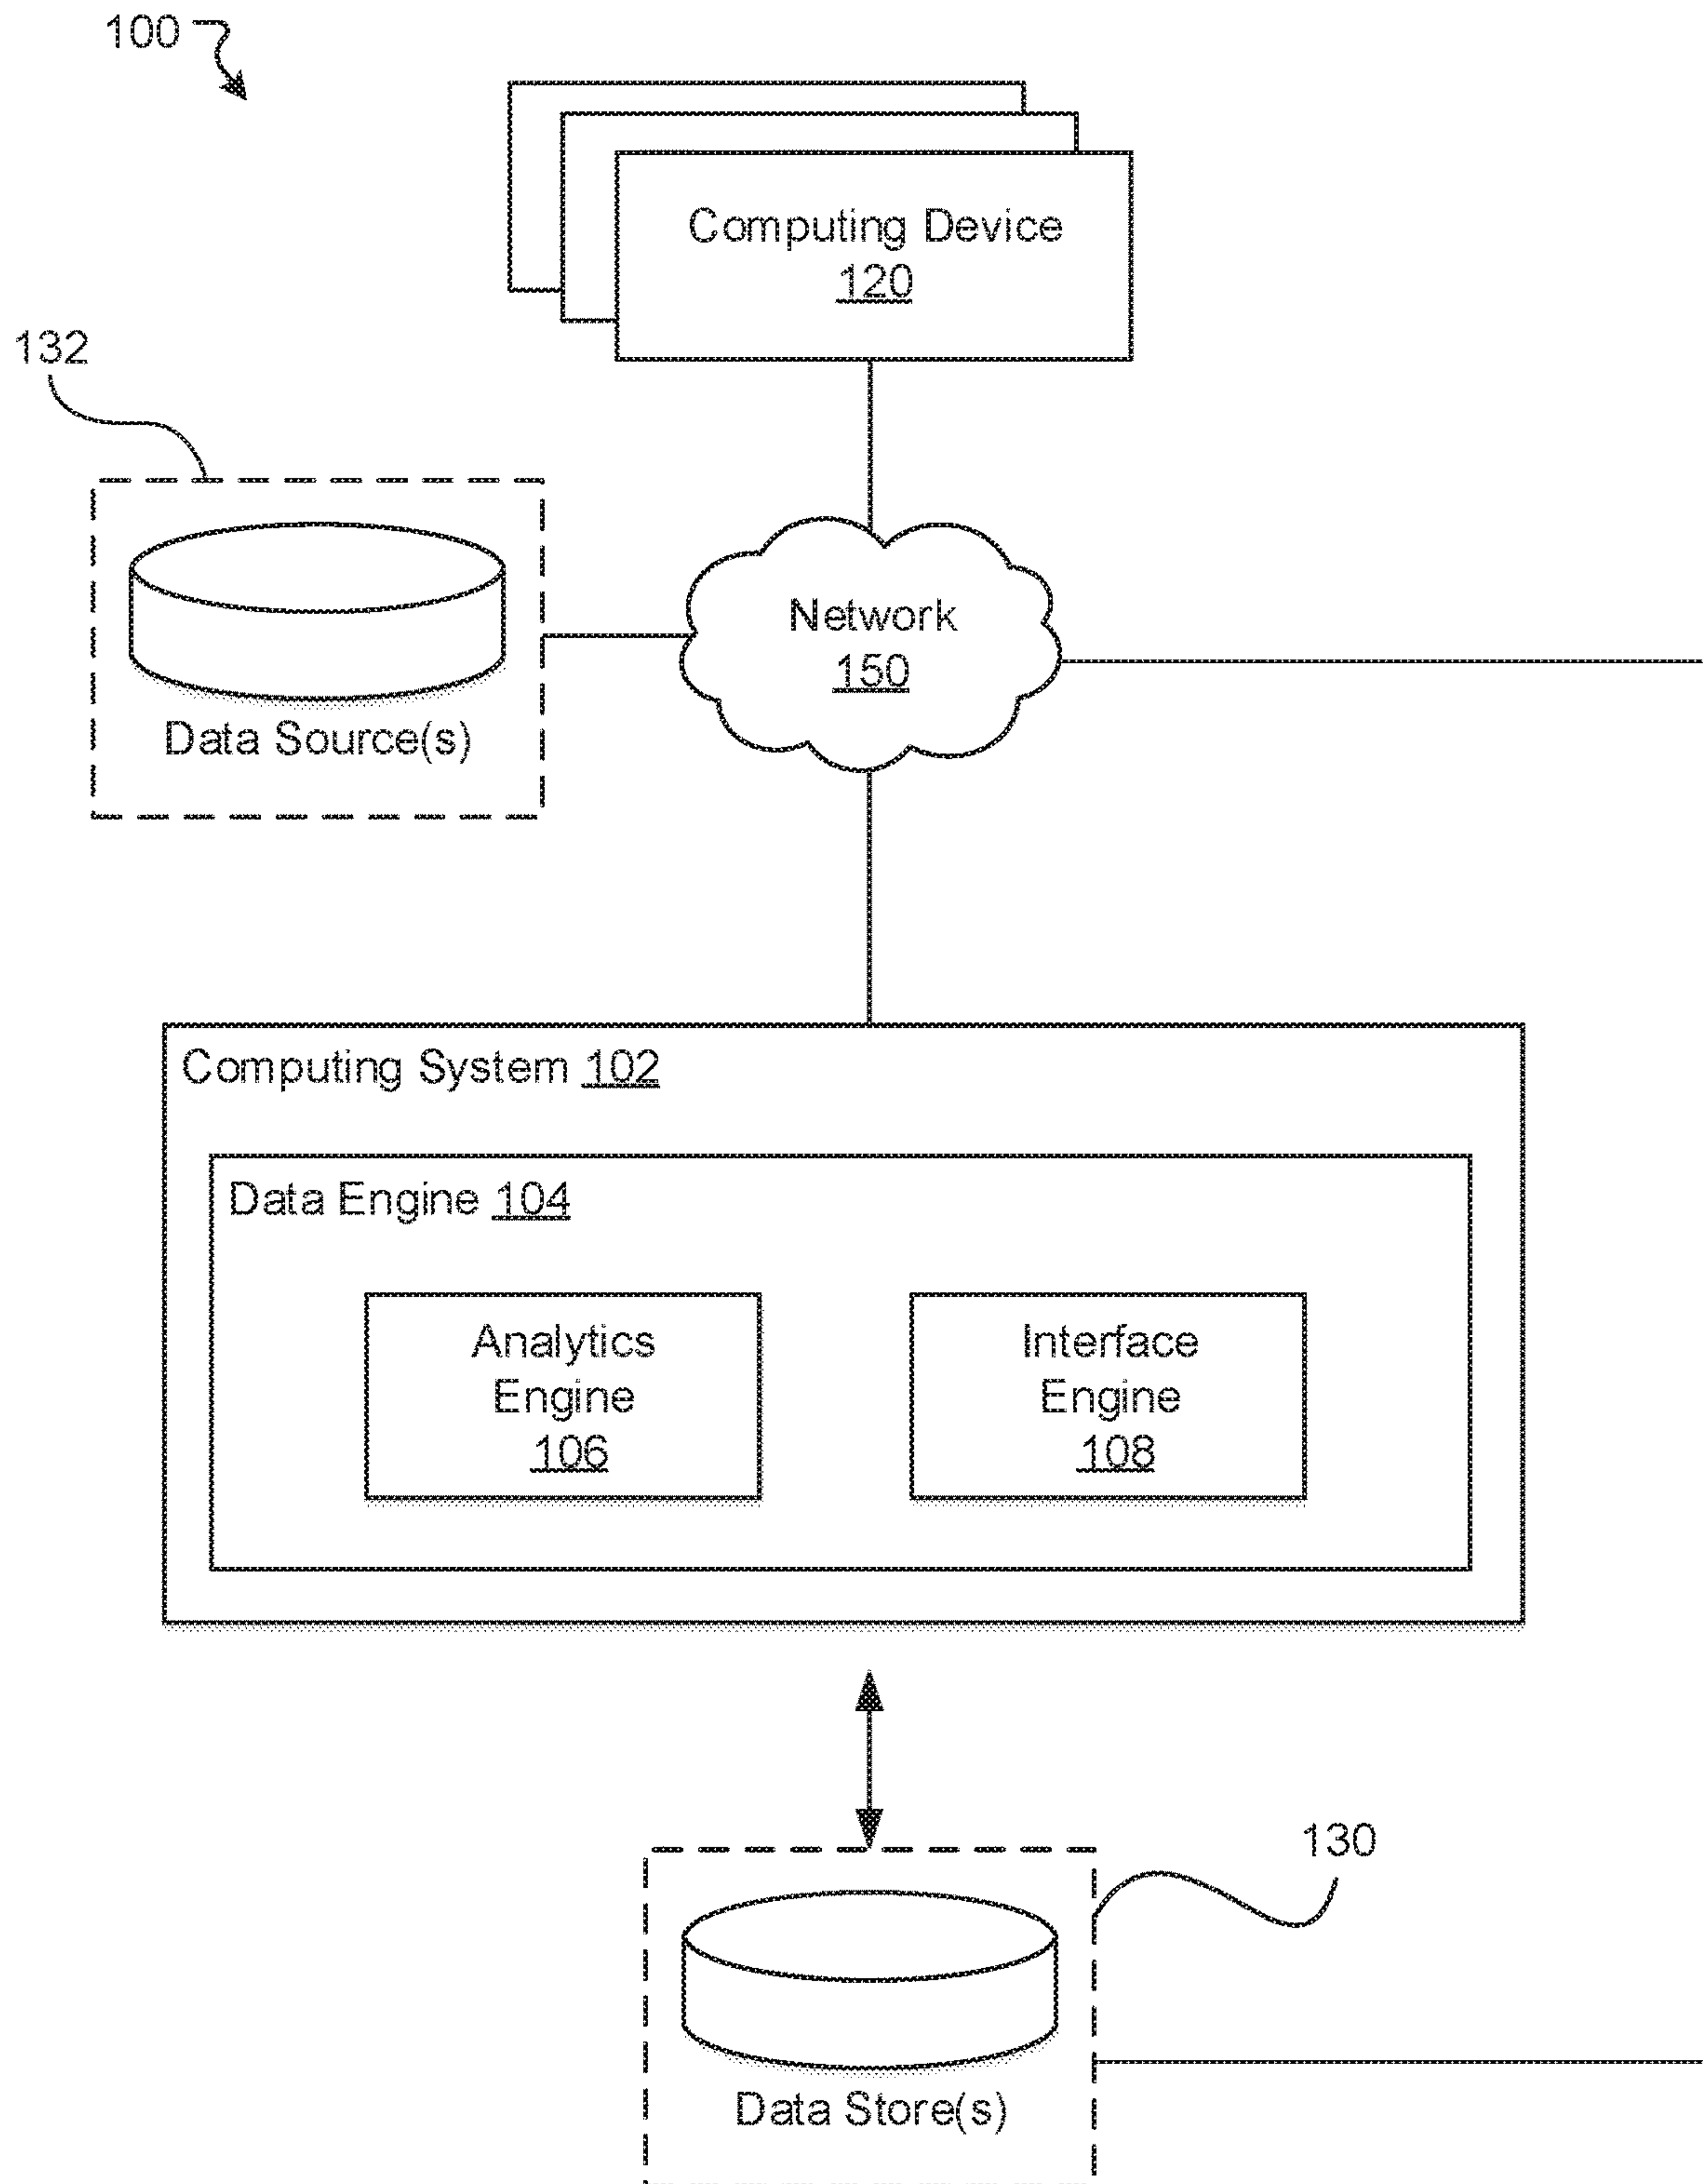 100
Computing Device
120
132
Network
150
Data Source(s)
Computing System 102
Data Engine 104
Analytics
Engine
106
Interface
Engine
108
130
Data Store(s)